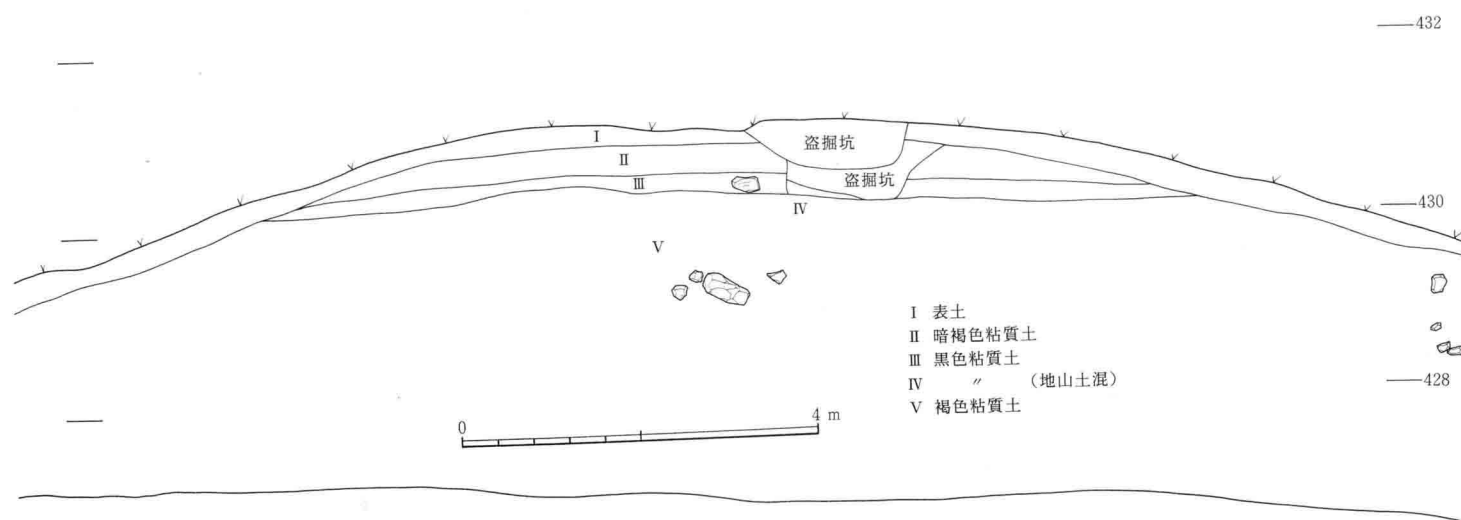 432
Ⅰ
盗掘坑
Ⅱ
盗掘坑
Ⅲ
Ⅳ
430
Ⅴ
Ⅰ 表土
Ⅱ 暗褐色粘質土
Ⅲ 黒色粘質土
Ⅳ 〃 （地山土混）
428
Ⅴ 褐色粘質土
0 4 m